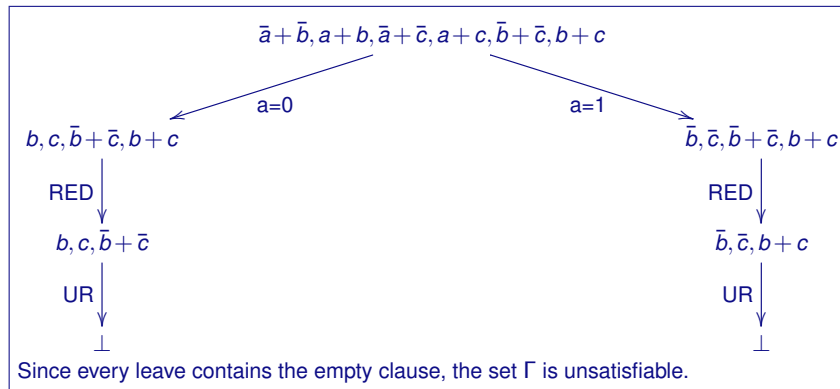 ā + b̄, a + b, ā + c̄, a + c, b̄ + c̄, b + c
a=0 a=1
b, c, b̄ + c̄, b + c b̄, c̄, b̄ + c̄, b + c
RED RED
b, c, b̄ + c̄ b̄, c̄, b + c
UR UR
⊥ ⊥
Since every leave contains the empty clause, the set Γ is unsatisfiable.